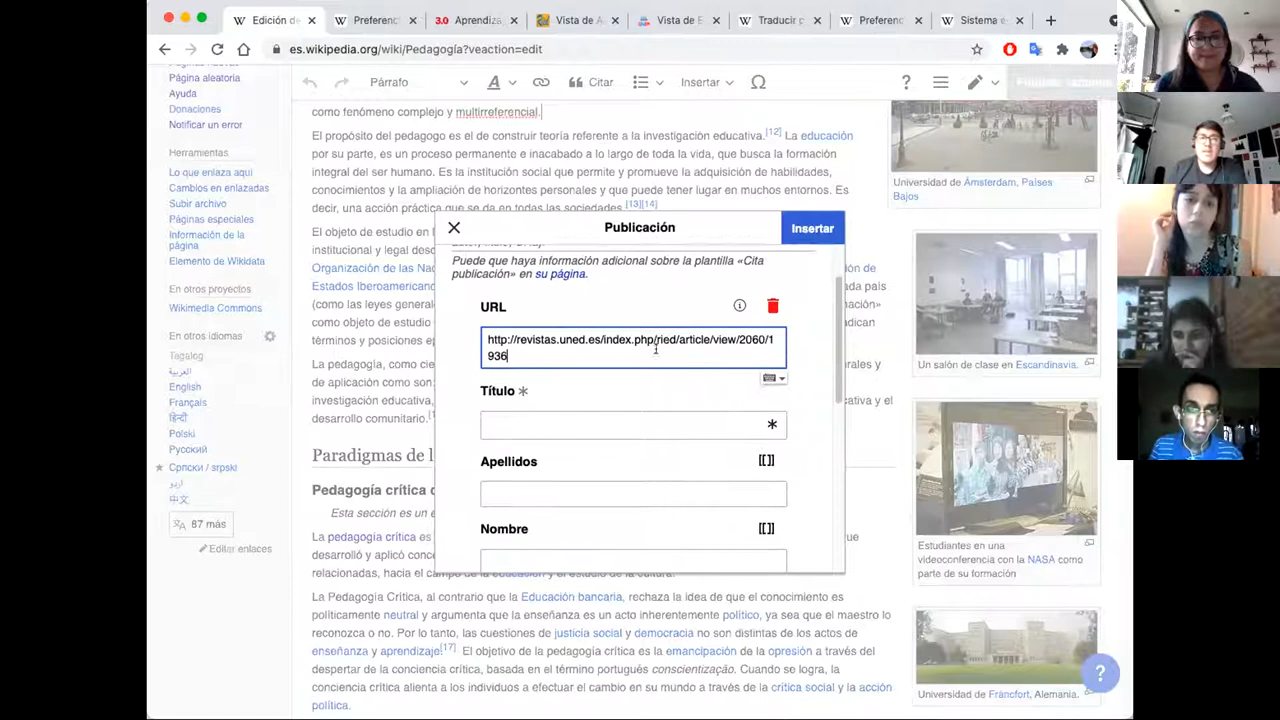 Edición de
Preferenc
3.0 Aprendiza
Vista de A
Vista de E
Traducir p
Preferenc
Sistema e
es.wikipedia.org/wiki/Pedagogía?veaction=edit
Página aleatoria
Ayuda
Donaciones
Notificar un error
Herramientas
Lo que enlaza aquí
Cambios en enlazadas
Subir archivo
Páginas especiales
Información de la
página
Elemento de Wikidata
En otros proyectos
Wikimedia Commons
En otros idiomas
Tagalog
العربية
English
Français
हिन्दी
Polski
Русский
Српски / srpski
اردو
中文
67 más
Editar enlaces
Párrafo
A
Citar
Insertar
Ω
?
como fenómeno complejo y multirreferencial.
El propósito del pedagogo es el de construir teoría referente a la investigación educativa.[12] La educación
por su parte, es un proceso permanente e inacabado a lo largo de toda la vida, que busca la formación
integral del ser humano. Es la institución social que permite y promueve la adquisición de habilidades,
conocimientos y la ampliación de horizontes personales y que puede tener lugar en muchos entornos. Es
decir, una acción práctica que se da en todas las sociedades.[13][14]
El objeto de estudio en l
institucional y legal desc
Organización de las Nac
Estados Iberoamericano
(como las leyes general
como objeto de estudio
términos y posiciones e
La pedagogía, como cie
de aplicación como son:
investigación educativa,
desarrollo comunitario.[
ción de
ada país
mación»
dican
rales y
cativa y el
Paradigmas de l
Pedagogía crítica c
Esta sección es un e
La pedagogía crítica es
desarrolló y aplicó conce
que
relacionadas, hacia el campo de la educación y el estudio de la cultura.
La Pedagogía Crítica, al contrario que la Educación bancaria, rechaza la idea de que el conocimiento es
políticamente neutral y argumenta que la enseñanza es un acto inherentemente político, ya sea que el maestro lo
reconozca o no. Por lo tanto, las cuestiones de justicia social y democracia no son distintas de los actos de
enseñanza y aprendizaje.[17] El objetivo de la pedagogía crítica es la emancipación de la opresión a través del
despertar de la conciencia crítica, basada en el término portugués conscientização. Cuando se logra, la
conciencia crítica alienta a los individuos a efectuar el cambio en su mundo a través de la crítica social y la acción
política.
Publicación
Insertar
Puede que haya información adicional sobre la plantilla «Cita
publicación» en su página.
URL
http://revistas.uned.es/index.php/ried/article/view/2060/1
936
Título *
*
Apellidos
[[]]
Nombre
[[]]
Universidad de Ámsterdam, Países
Bajos
Un salón de clase en Escandinavia.
Estudiantes en una
videoconferencia con la NASA como
parte de su formación
Universidad de Fráncfort, Alemania.
?